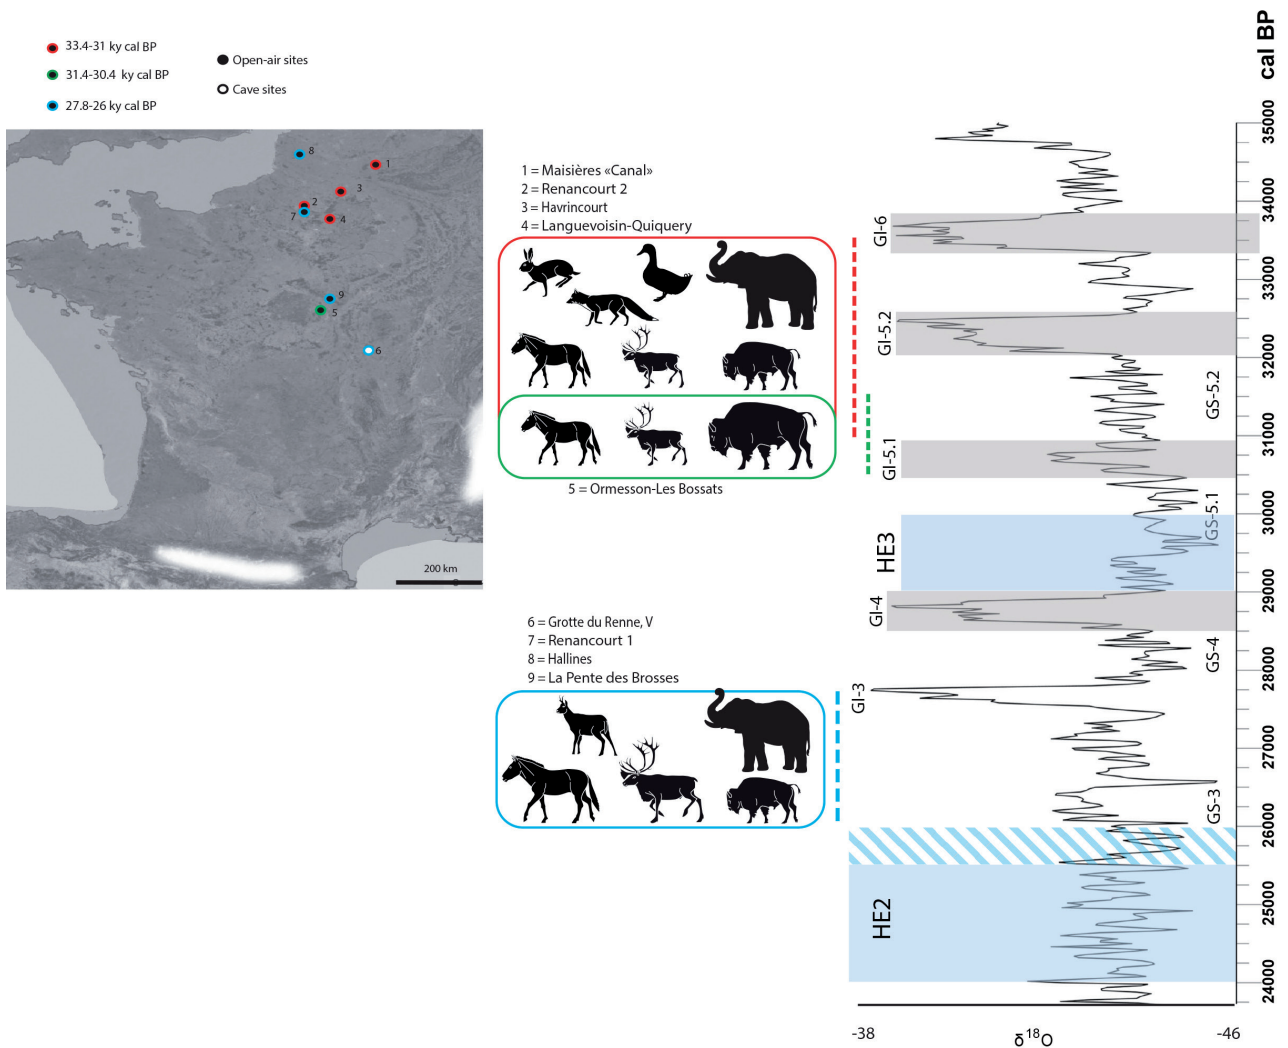 33.4-31 ky cal BP
31.4-30.4 ky cal BP
27.8-26 ky cal BP
Open-air sites
Cave sites
8
1
3
2
7
4
9
5
6
200 km
1 = Maisières «Canal»
2 = Renancourt 2
3 = Havrincourt
4 = Languevoisin-Quiquery
5 = Ormesson-Les Bossats
6 = Grotte du Renne, V
7 = Renancourt 1
8 = Hallines
9 = La Pente des Brosses
cal BP
35000
34000
33000
32000
31000
30000
29000
28000
27000
26000
25000
24000
GI-6
GI-5.2
GS-5.2
GI-5.1
GS-5.1
HE3
GI-4
GS-4
GI-3
GS-3
HE2
-38
δ18O
-46